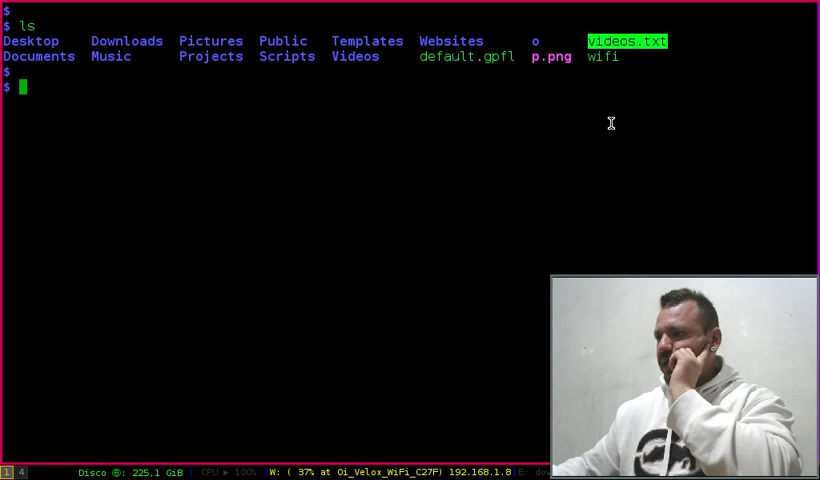 $
$ ls
Desktop Downloads Pictures Public Templates Websites o videos.txt
Documents Music Projects Scripts Videos default.gpfl p.png wifi
$
$
1 4 Disco ⑥: 225,1 GiB | CPU ▶ 100% |W: ( 37% at Oi_Velox_WiFi_C27F) 192.168.1.8|E: